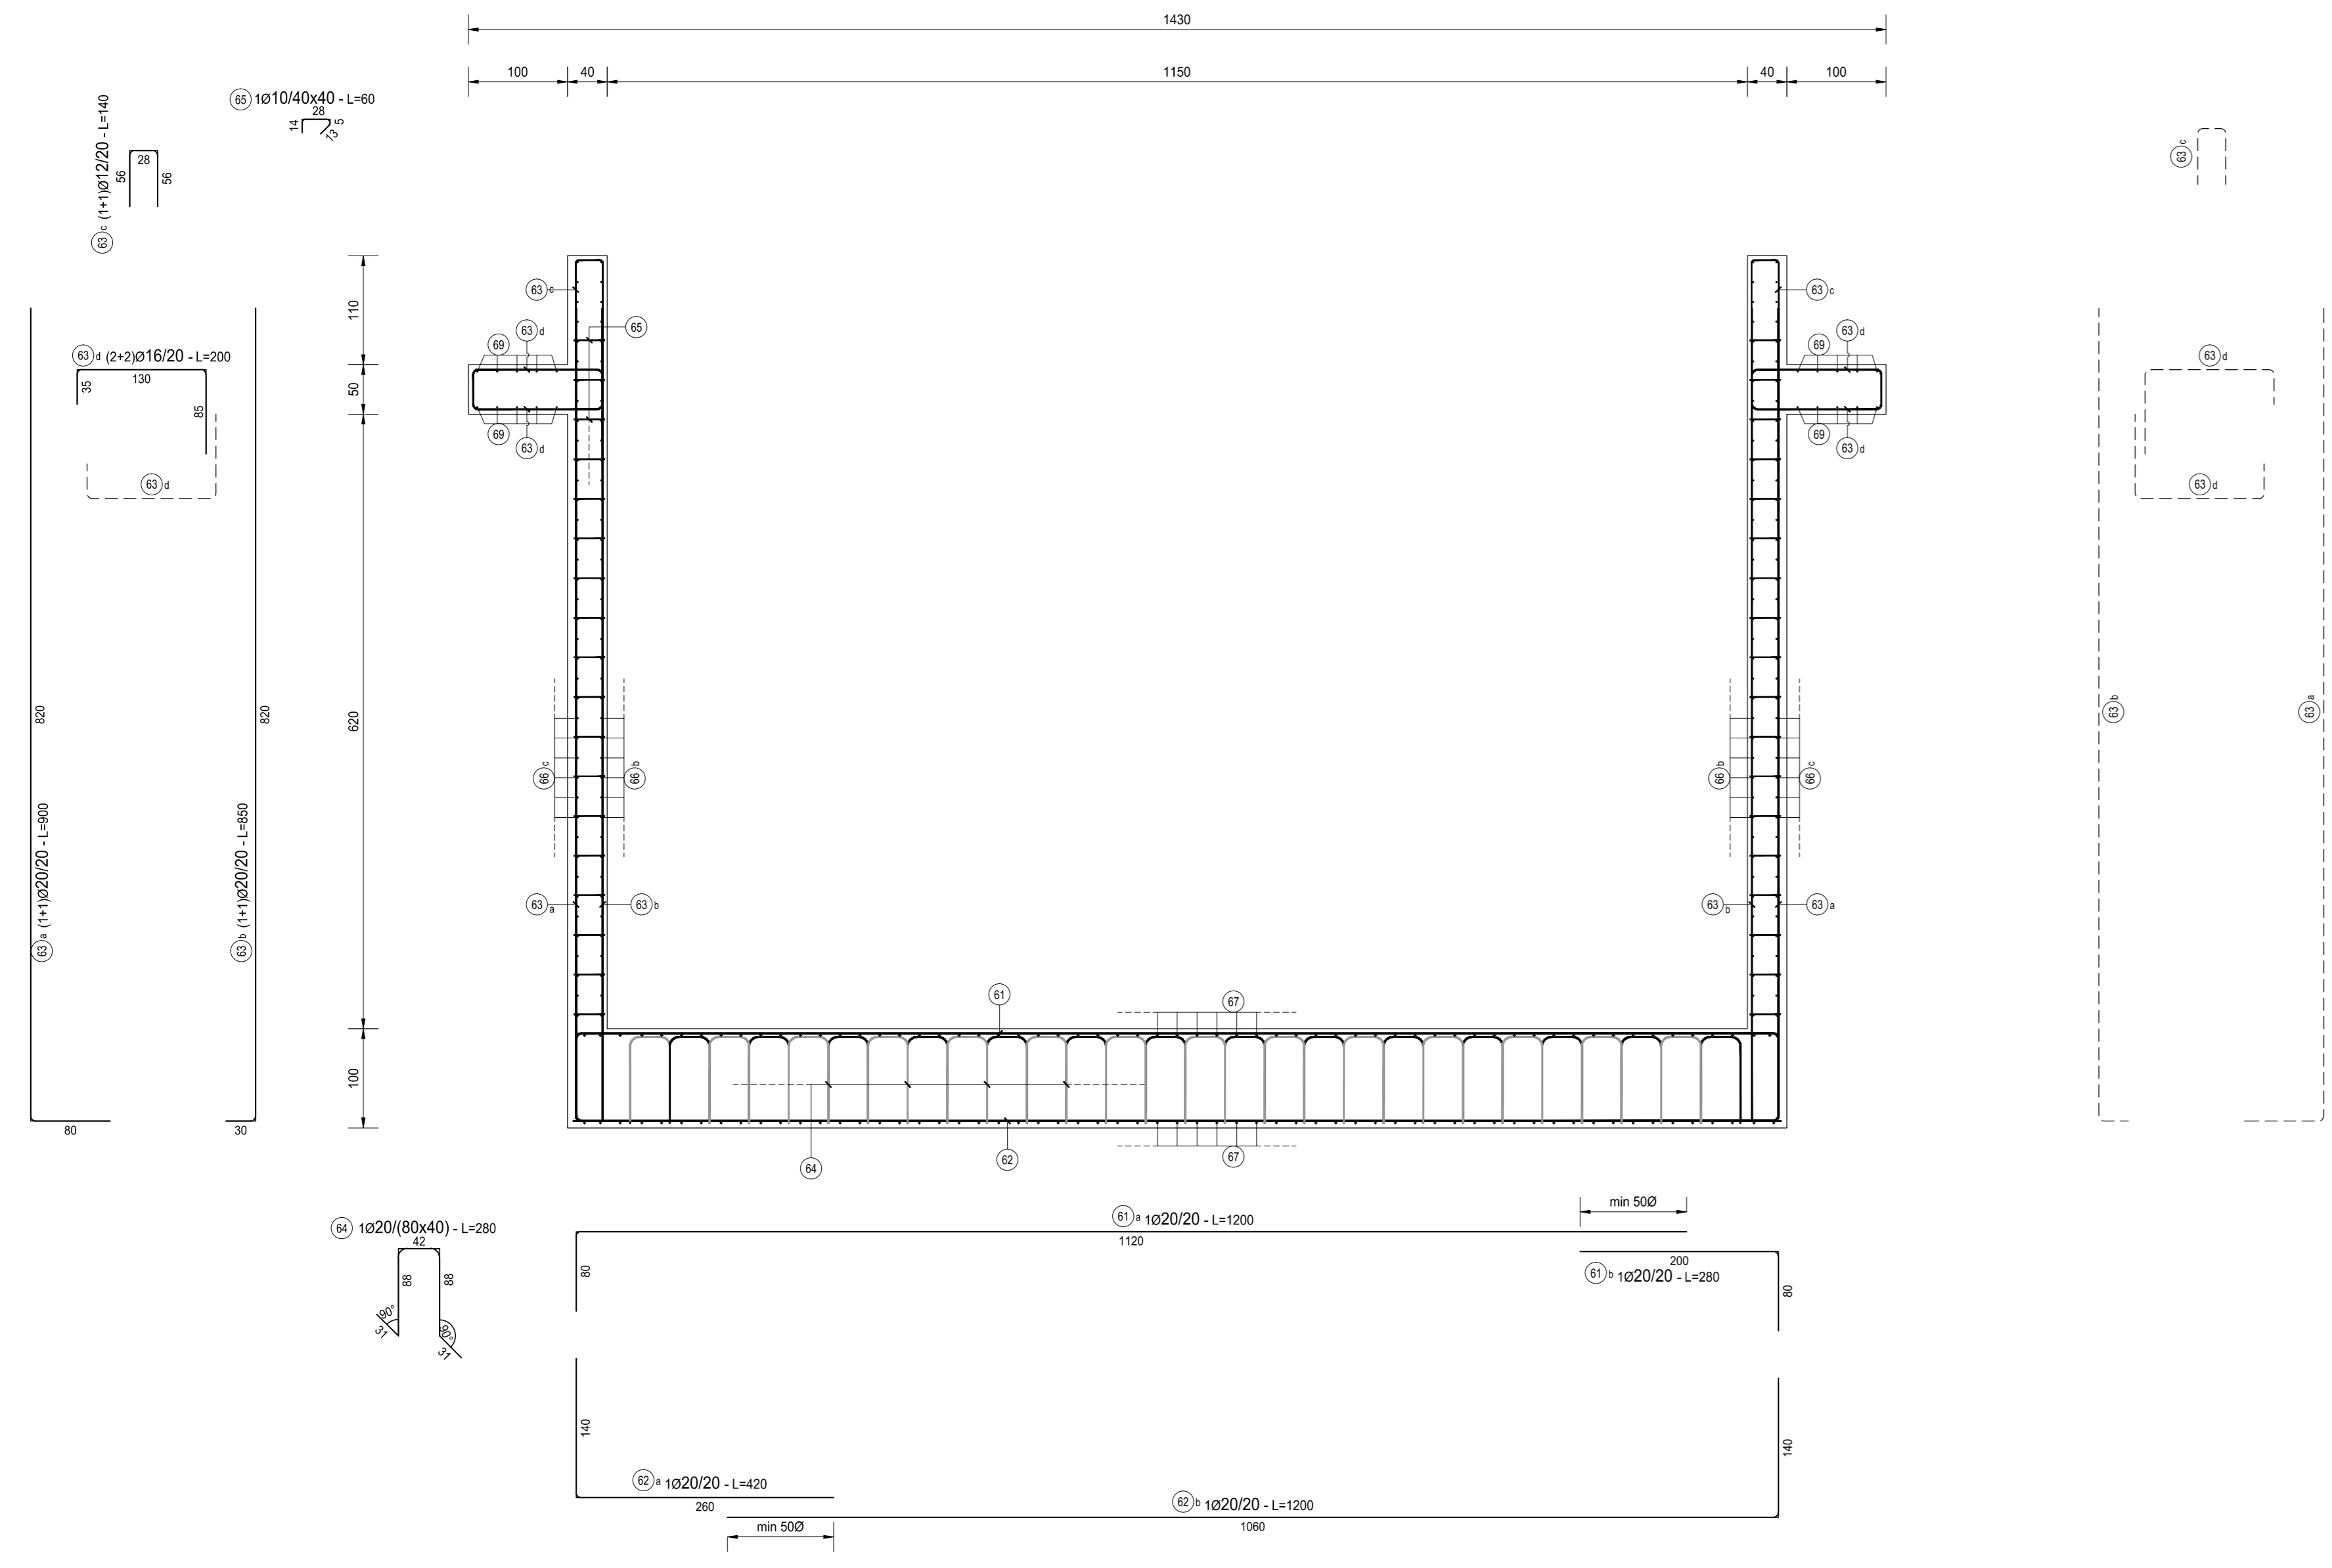 1430
100
40
1150
40
100
65 1Ø10/40x40 - L=60
28
14
5
13
63 c (1+1)Ø12/20 - L=140
28
56
56
63 c
110
50
620
100
63 c
65
63 d
69
69
63 d
63 c
63 d
69
69
63 d
63 d (2+2)Ø16/20 - L=200
130
35
85
63 d
63 d
63 d
820
820
63 a (1+1)Ø20/20 - L=900
63 b (1+1)Ø20/20 - L=850
80
30
66 c
66 b
66 b
66 c
63 b
63 a
63 a
63 b
63 b
63 a
61
67
64
62
67
64 1Ø20/(80x40) - L=280
42
88
88
90°
31
90°
31
61 a 1Ø20/20 - L=1200
1120
80
min 50Ø
200
61 b 1Ø20/20 - L=280
80
140
62 a 1Ø20/20 - L=420
260
min 50Ø
62 b 1Ø20/20 - L=1200
1060
140